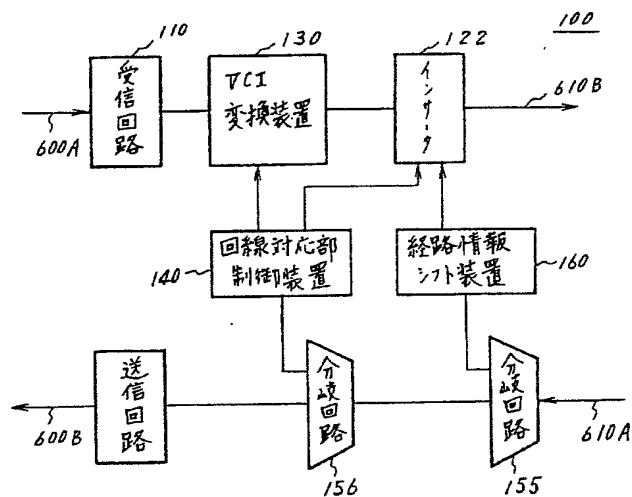 110
130
122
100
受信回路
VCI
変換装置
インサータ
600A
610B
回線対応部
制御装置
140
経路情報
シフト装置
160
送信回路
分岐回路
分岐回路
600B
610A
156
155